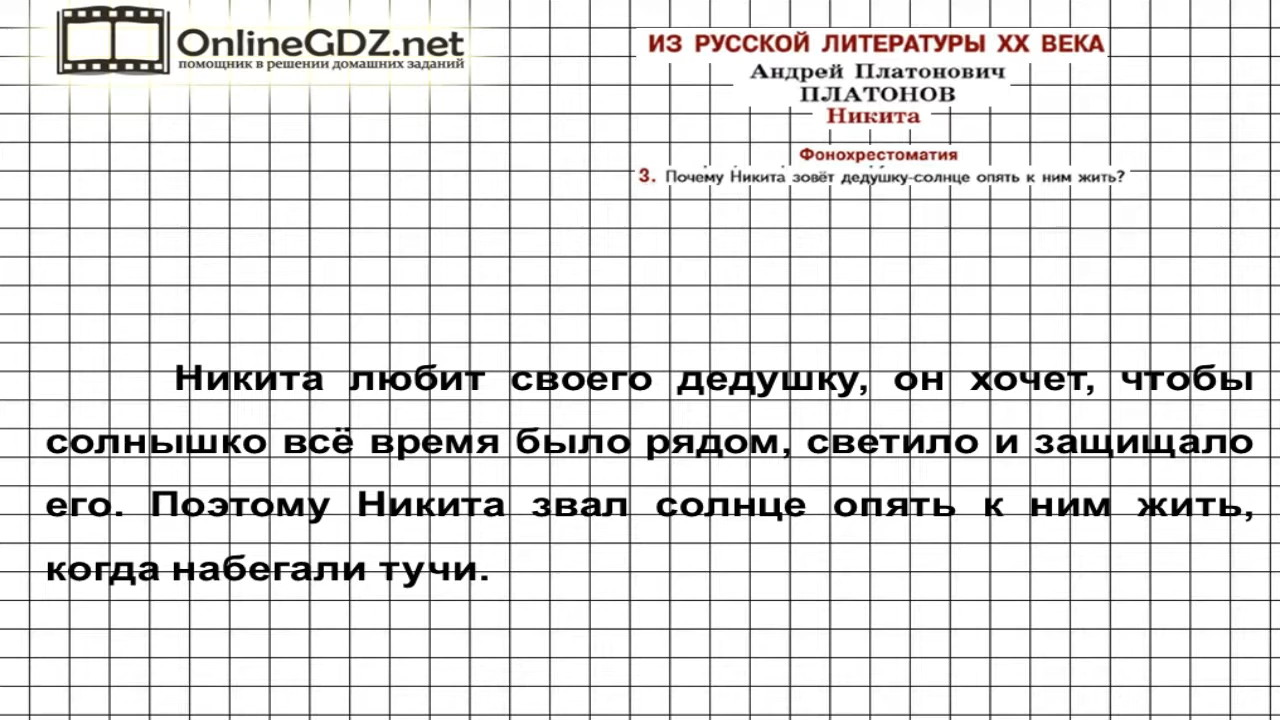 OnlineGDZ.net
помощник в решении домашних заданий
ИЗ РУССКОЙ ЛИТЕРАТУРЫ XX ВЕКА
Андрей Платонович
ПЛАТОНОВ
Никита
Фонохрестоматия
3. Почему Никита зовёт дедушку-солнце опять к ним жить?
Никита любит своего дедушку, он хочет, чтобы
солнышко всё время было рядом, светило и защищало
его. Поэтому Никита звал солнце опять к ним жить,
когда набегали тучи.